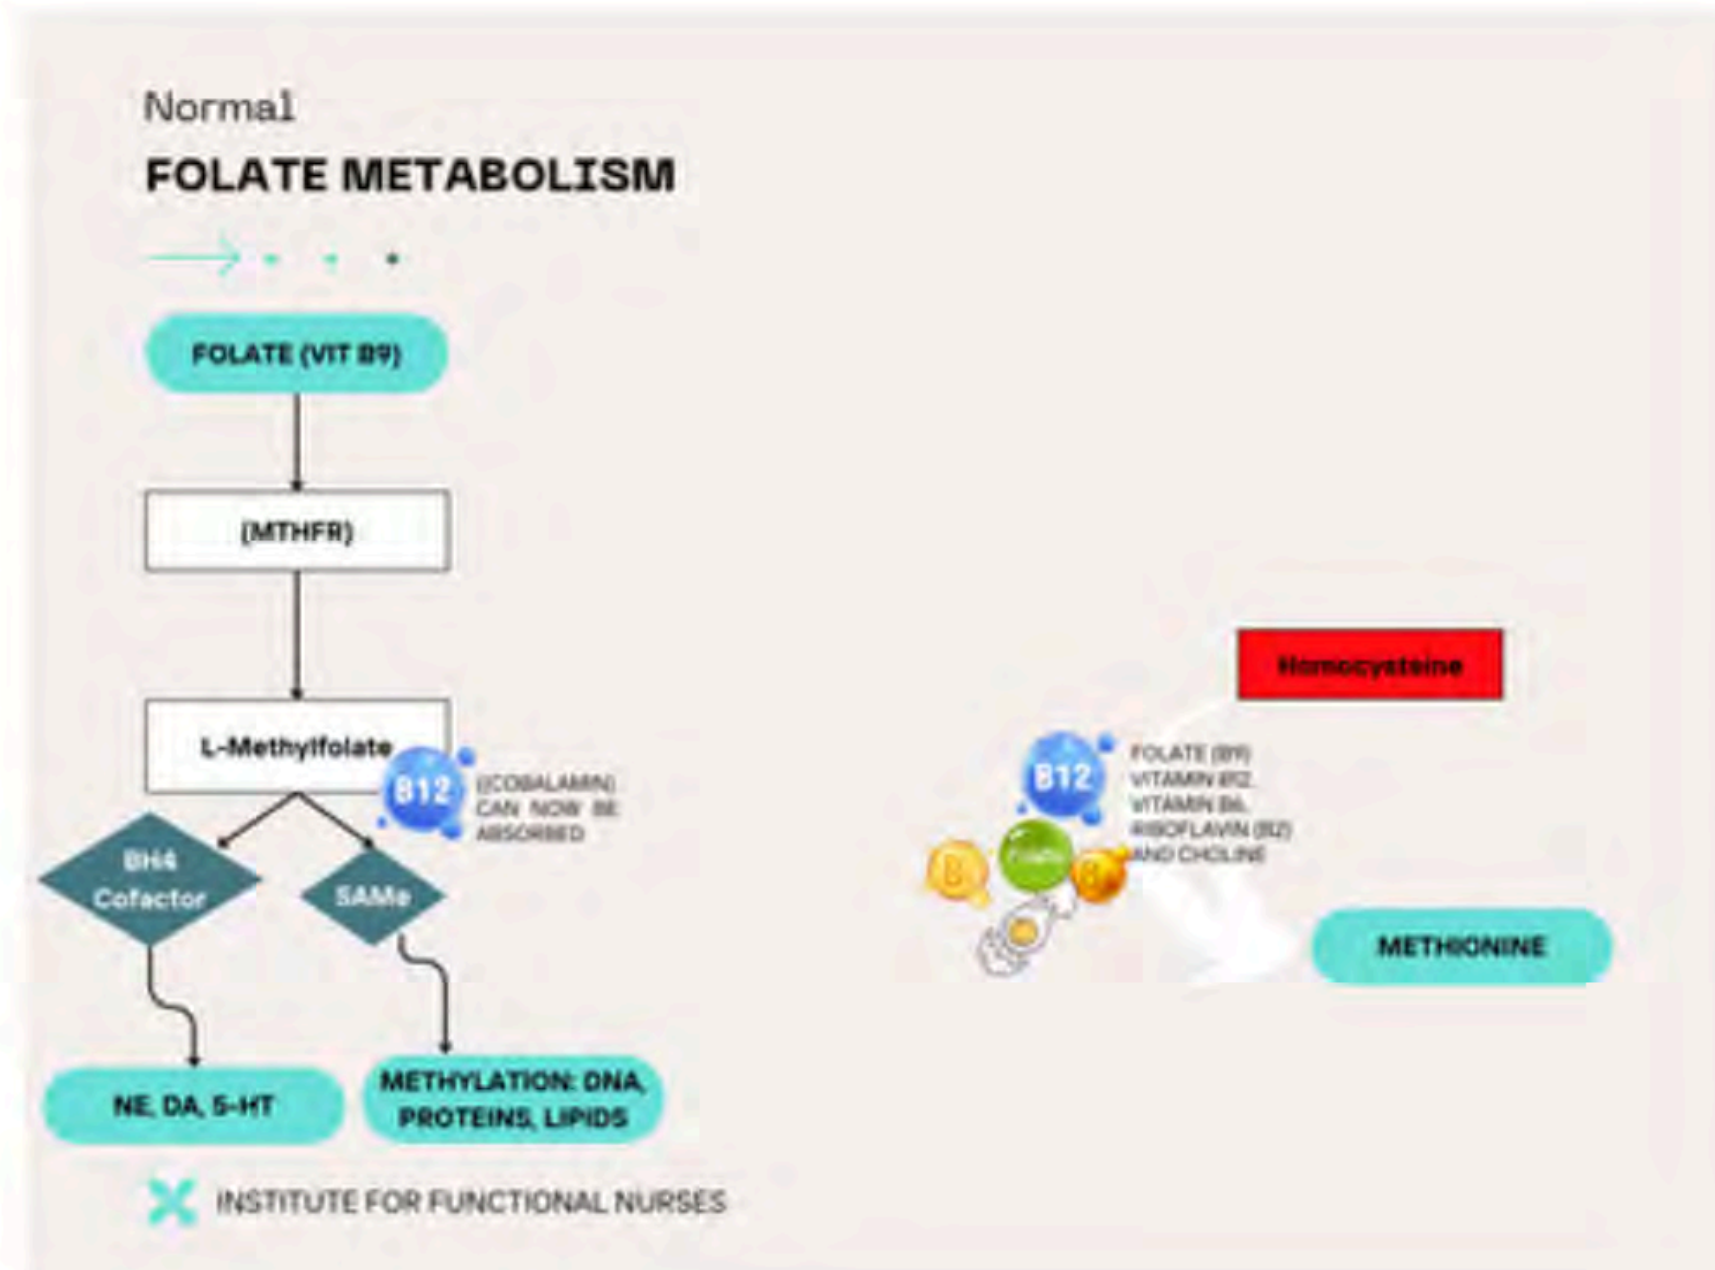 Normal
FOLATE METABOLISM
FOLATE (VIT B9)
(MTHFR)
L-Methylfolate
B12
((COBALAMIN)
CAN NOW BE
ABSORBED
BH4
Cofactor
SAMe
NE, DA, 5-HT
METHYLATION: DNA,
PROTEINS, LIPIDS
INSTITUTE FOR FUNCTIONAL NURSES
Homocysteine
B12
FOLATE (B9)
VITAMIN B12,
VITAMIN B6,
RIBOFLAVIN (B2)
AND CHOLINE
B
METHIONINE